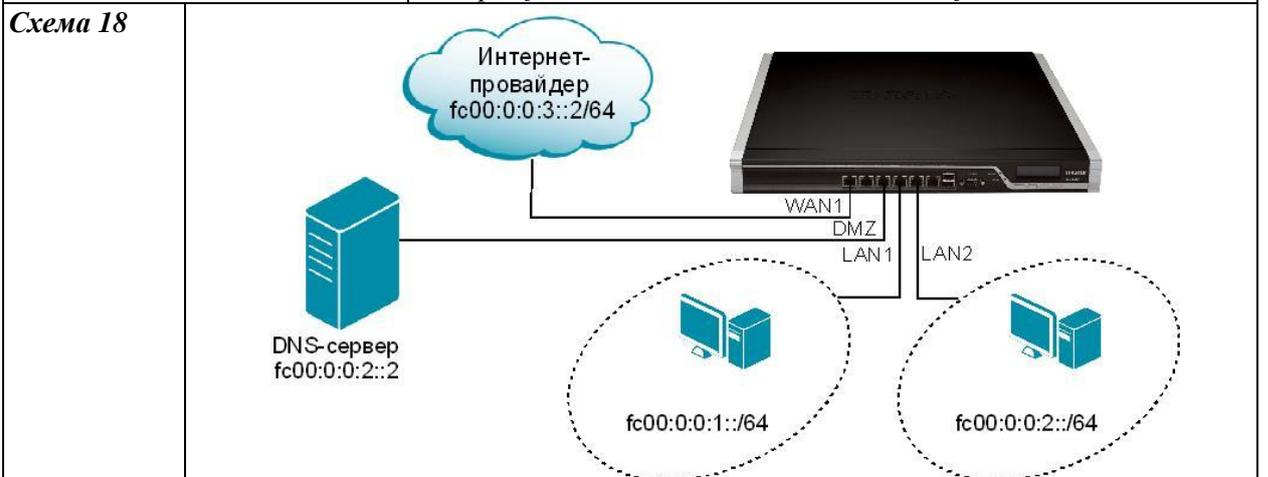 Схема 18
Интернет-
провайдер
fc00:0:0:3::2/64
WAN1
DMZ
LAN1
LAN2
DNS-сервер
fc00:0:0:2::2
fc00:0:0:1::/64
fc00:0:0:2::/64